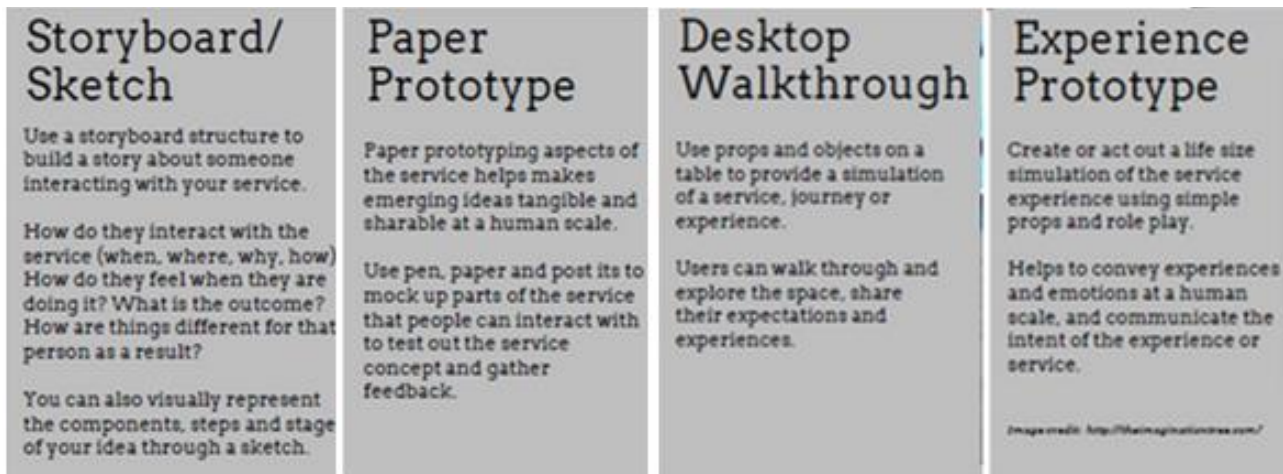 Storyboard/
Sketch
Use a storyboard structure to
build a story about someone
interacting with your service.
How do they interact with the
service (when, where, why, how)
How do they feel when they are
doing it? What is the outcome?
How are things different for that
person as a result?
You can also visually represent
the components, steps and stage
of your idea through a sketch.
Paper
Prototype
Paper prototyping aspects of
the service helps makes
emerging ideas tangible and
sharable at a human scale.
Use pen, paper and post its to
mock up parts of the service
that people can interact with
to test out the service
concept and gather
feedback.
Desktop
Walkthrough
Use props and objects on a
table to provide a simulation
of a service, journey or
experience.
Users can walk through and
explore the space, share
their expectations and
experiences.
Experience
Prototype
Create or act out a life size
simulation of the service
experience using simple
props and role play.
Helps to convey experiences
and emotions at a human
scale, and communicate the
intent of the experience or
service.
Image credit: http://theimaginationtree.com/